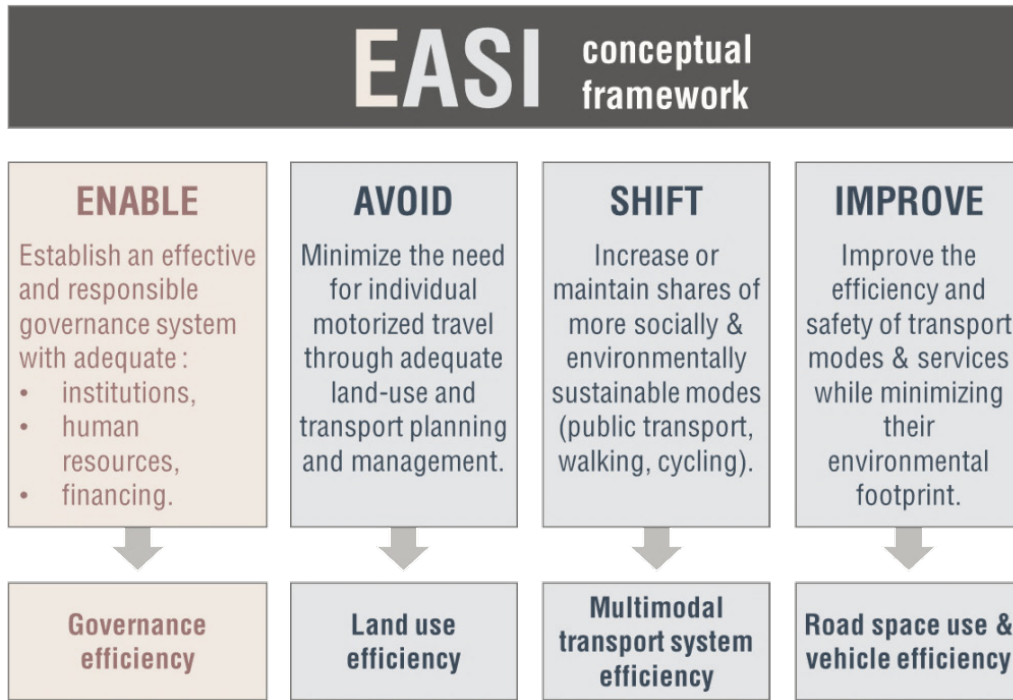 EASI conceptual
framework
ENABLE
Establish an effective
and responsible
governance system
with adequate :
• institutions,
• human
resources,
• financing.
AVOID
Minimize the need
for individual
motorized travel
through adequate
land-use and
transport planning
and management.
SHIFT
Increase or
maintain shares of
more socially &
environmentally
sustainable modes
(public transport,
walking, cycling).
IMPROVE
Improve the
efficiency and
safety of transport
modes & services
while minimizing
their
environmental
footprint.
Governance
efficiency
Land use
efficiency
Multimodal
transport system
efficiency
Road space use &
vehicle efficiency